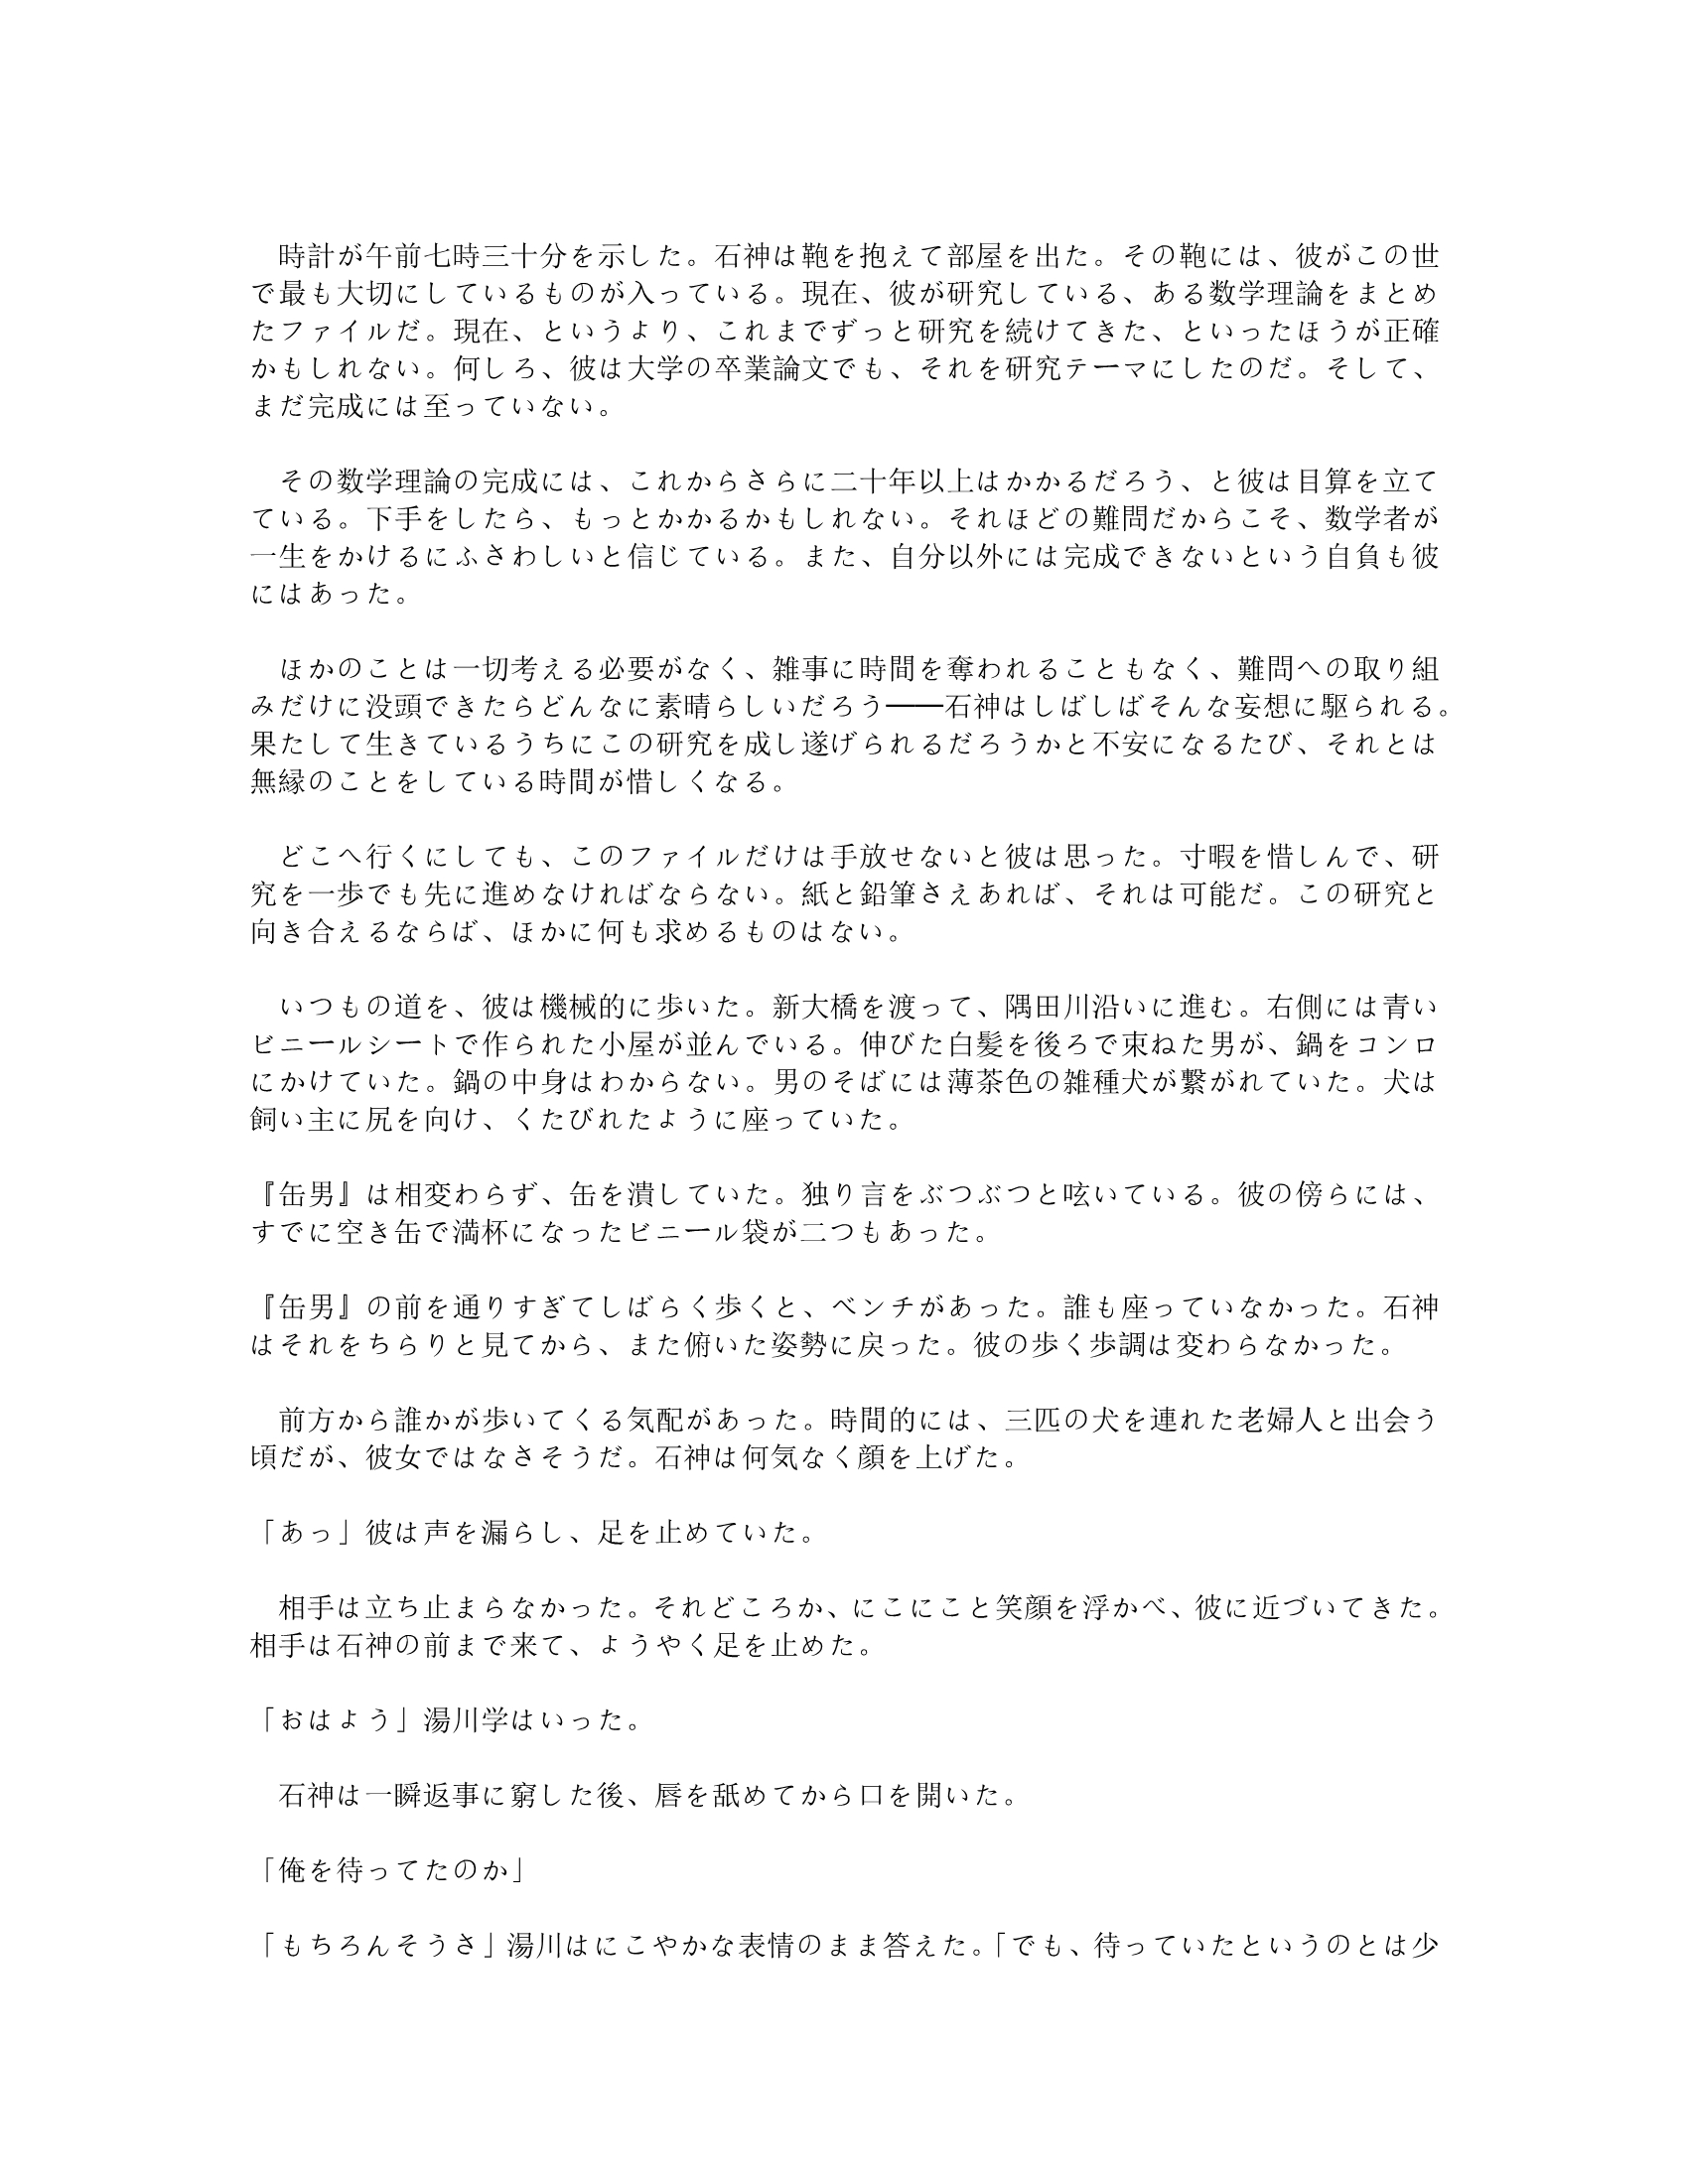 時計が午前七時三十分を示した。石神は鞄を抱えて部屋を出た。その鞄には、彼がこの世
で最も大切にしているものが入っている。現在、彼が研究している、ある数学理論をまとめ
たファイルだ。現在、というより、これまでずっと研究を続けてきた、といったほうが正確
かもしれない。何しろ、彼は大学の卒業論文でも、それを研究テーマにしたのだ。そして、
まだ完成には至っていない。
その数学理論の完成には、これからさらに二十年以上はかかるだろう、と彼は目算を立て
ている。下手をしたら、もっとかかるかもしれない。それほどの難問だからこそ、数学者が
一生をかけるにふさわしいと信じている。また、自分以外には完成できないという自負も彼
にはあった。
ほかのことは一切考える必要がなく、雑事に時間を奪われることもなく、難問への取り組
みだけに没頭できたらどんなに素晴らしいだろう――石神はしばしばそんな妄想に駆られる。
果たして生きているうちにこの研究を成し遂げられるだろうかと不安になるたび、それとは
無縁のことをしている時間が惜しくなる。
どこへ行くにしても、このファイルだけは手放せないと彼は思った。寸暇を惜しんで、研
究を一歩でも先に進めなければならない。紙と鉛筆さえあれば、それは可能だ。この研究と
向き合えるならば、ほかに何も求めるものはない。
いつもの道を、彼は機械的に歩いた。新大橋を渡って、隅田川沿いに進む。右側には青い
ビニールシートで作られた小屋が並んでいる。伸びた白髪を後ろで束ねた男が、鍋をコンロ
にかけていた。鍋の中身はわからない。男のそばには薄茶色の雑種犬が繋がれていた。犬は
飼い主に尻を向け、くたびれたように座っていた。
『缶男』は相変わらず、缶を潰していた。独り言をぶつぶつと呟いている。彼の傍らには、
すでに空き缶で満杯になったビニール袋が二つもあった。
『缶男』の前を通りすぎてしばらく歩くと、ベンチがあった。誰も座っていなかった。石神
はそれをちらりと見てから、また俯いた姿勢に戻った。彼の歩く歩調は変わらなかった。
前方から誰かが歩いてくる気配があった。時間的には、三匹の犬を連れた老婦人と出会う
頃だが、彼女ではなさそうだ。石神は何気なく顔を上げた。
「あっ」彼は声を漏らし、足を止めていた。
相手は立ち止まらなかった。それどころか、にこにこと笑顔を浮かべ、彼に近づいてきた。
相手は石神の前まで来て、ようやく足を止めた。
「おはよう」湯川学はいった。
石神は一瞬返事に窮した後、唇を舐めてから口を開いた。
「俺を待ってたのか」
「もちろんそうさ」湯川はにこやかな表情のまま答えた。「でも、待っていたというのとは少